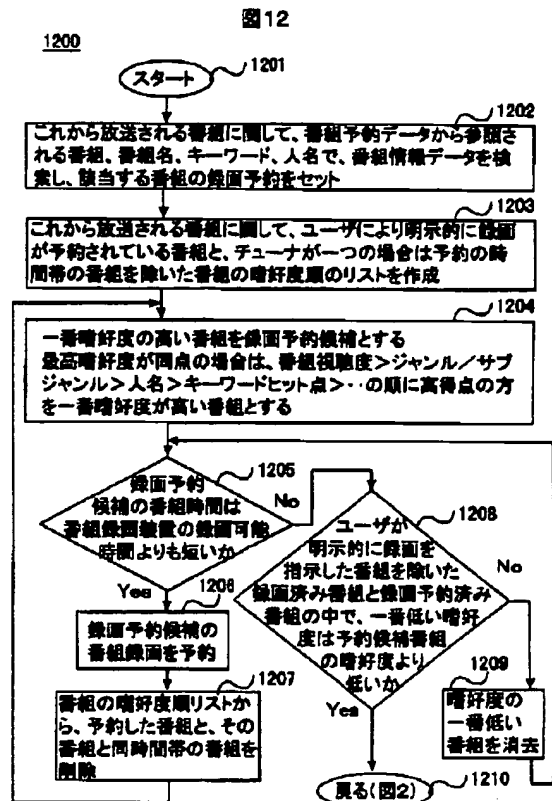 図12
1200
スタート
1201
1202
これから放送される番組に関して、番組予約データから参照さ
れる番組、番組名、キーワード、人名で、番組情報データを検
索し、該当する番組の録画予約をセット
1203
これから放送される番組に関して、ユーザにより明示的に録画
が予約されている番組と、チューナが一つの場合は予約の時
間帯の番組を除いた番組の嗜好度順のリストを作成
1204
一番嗜好度の高い番組を録画予約候補とする
最高嗜好度が同点の場合は、番組視聴度>ジャンル/サブ
ジャンル>人名>キーワードヒット点>・・の順に高得点の方
を一番嗜好度が高い番組とする
1205
録画予約
候補の番組時間は
番組録画装置の録画可能
時間よりも短いか
No
Yes
1206
録画予約候補の
番組録画を予約
1207
番組の嗜好度順リストか
ら、予約した番組と、その
番組と同時間帯の番組を
削除
1208
ユーザが
明示的に録画を
指示した番組を除いた
録画済み番組と録画予約済み
番組の中で、一番低い嗜好
度は予約候補番組
の嗜好度より
低いか
No
Yes
1209
嗜好度の
一番低い
番組を消去
戻る(図2)
1210